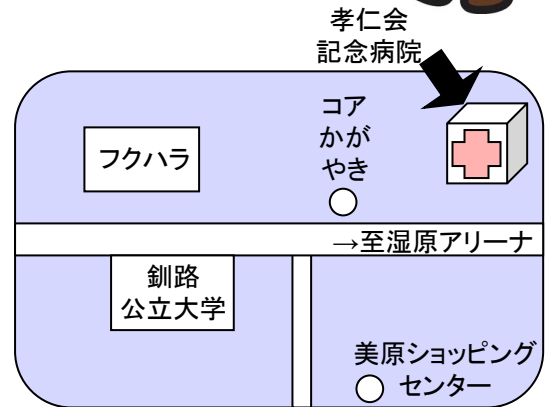 孝仁会
記念病院
コア
かが
やき
フクハラ
→至湿原アリーナ
釧路
公立大学
美原ショッピング
センター